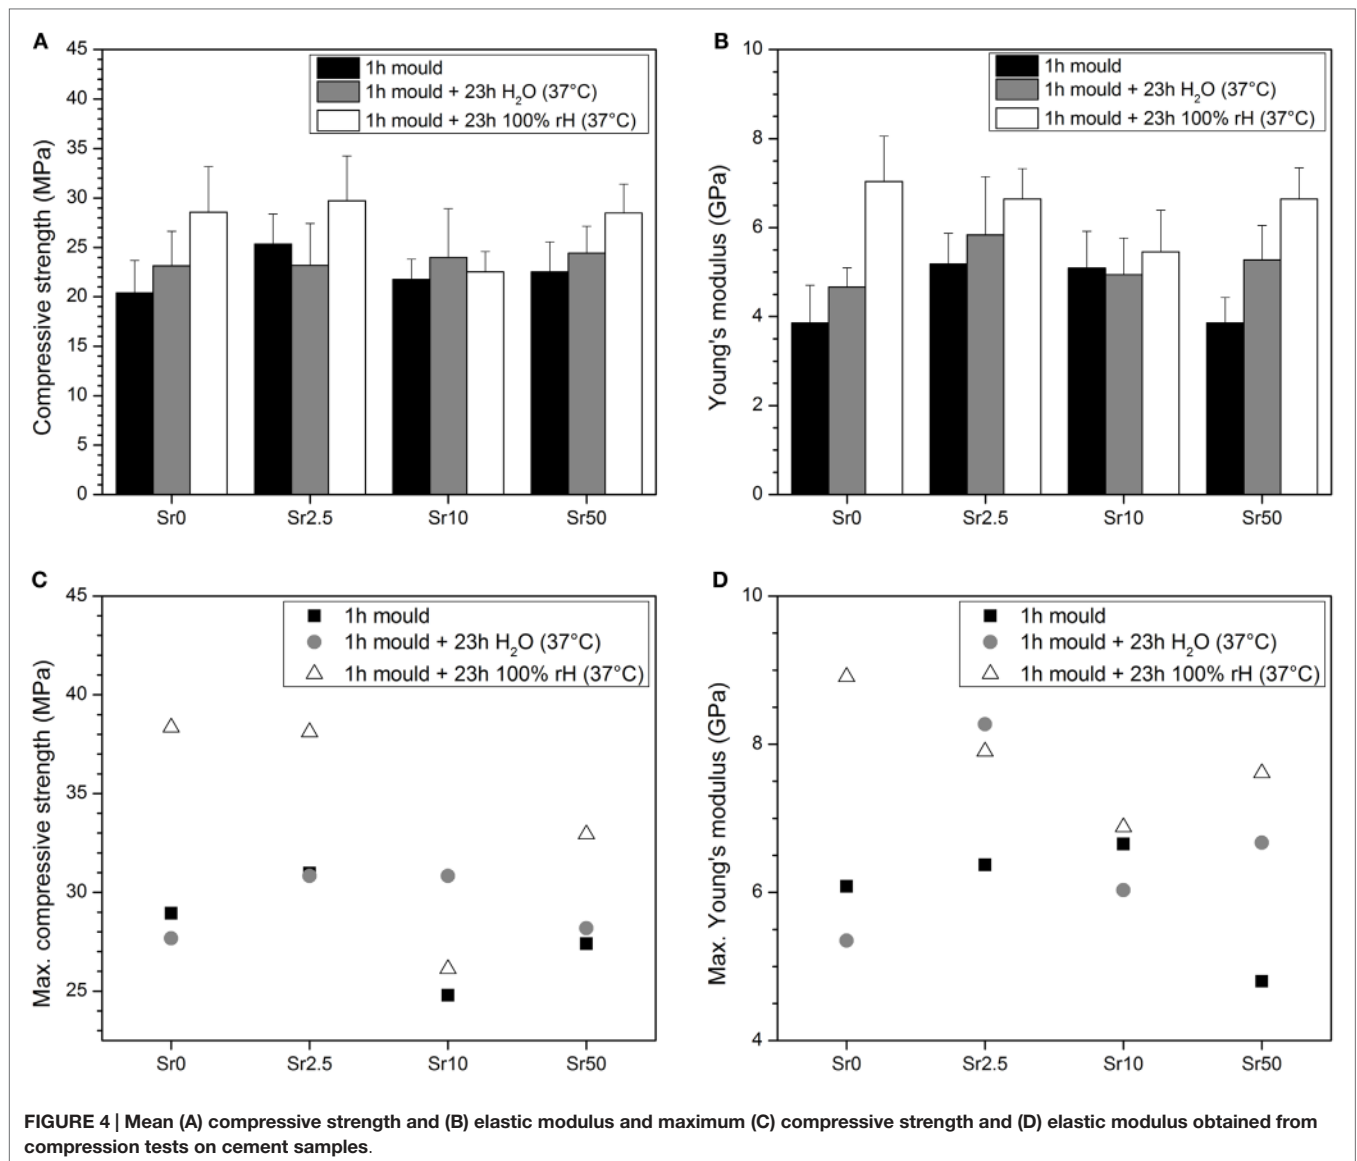 A
Compressive strength (MPa)
45
40
35
30
25
20
15
10
5
0
1h mould
1h mould + 23h H₂O (37°C)
1h mould + 23h 100% rH (37°C)
Sr0 Sr2.5 Sr10 Sr50
B
Young's modulus (GPa)
10
8
6
4
2
0
1h mould
1h mould + 23h H₂O (37°C)
1h mould + 23h 100% rH (37°C)
Sr0 Sr2.5 Sr10 Sr50
C
Max. compressive strength (MPa)
45
40
35
30
25
1h mould
1h mould + 23h H₂O (37°C)
1h mould + 23h 100% rH (37°C)
Sr0 Sr2.5 Sr10 Sr50
D
Max. Young's modulus (GPa)
10
8
6
4
1h mould
1h mould + 23h H₂O (37°C)
1h mould + 23h 100% rH (37°C)
Sr0 Sr2.5 Sr10 Sr50
FIGURE 4 | Mean (A) compressive strength and (B) elastic modulus and maximum (C) compressive strength and (D) elastic modulus obtained from
compression tests on cement samples.